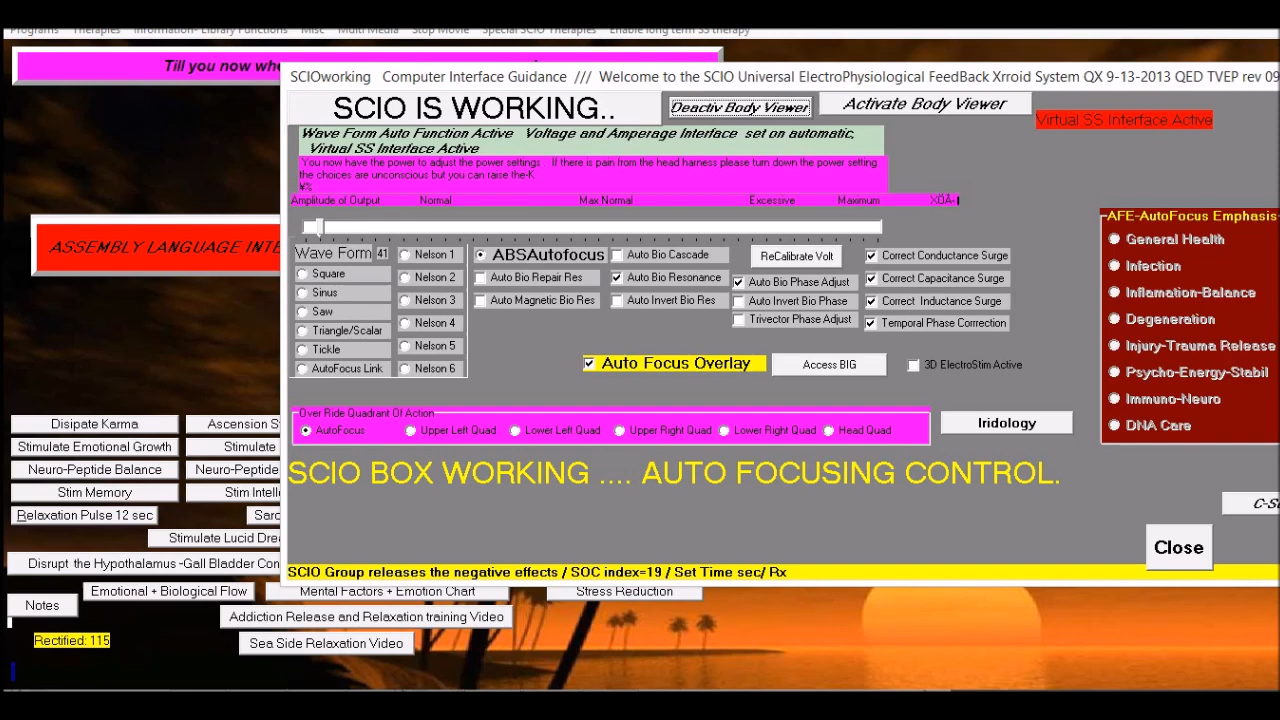 Programs Therapies Information- Library Functions Misc Multi Media Stop Movie Special SCIO Therapies Enable long term SS therapy
Till you now whe
SCIOworking Computer Interface Guidance /// Welcome to the SCIO Universal ElectroPhysiological FeedBack Xrroid System QX 9-13-2013 QED TVEP rev 09
SCIO IS WORKING..
Deactiv Body Viewer
Activate Body Viewer
Virtual SS Interface Active
Wave Form Auto Function Active Voltage and Amperage Interface set on automatic,
Virtual SS Interface Active
You now have the power to adjust the power settings . If there is pain from the head harness please turn down the power setting
the choices are unconscious but you can raise the-K
¥%
Amplitude of Output Normal Max Normal Excessive Maximum XÖÅ-
ASSEMBLY LANGUAGE INTE
Wave Form 41
Square
Sinus
Saw
Triangle/Scalar
Tickle
AutoFocus Link
Nelson 1
Nelson 2
Nelson 3
Nelson 4
Nelson 5
Nelson 6
ABSAutofocus
Auto Bio Repair Res
Auto Magnetic Bio Res
Auto Bio Cascade
Auto Bio Resonance
Auto Invert Bio Res
ReCalibrate Volt
Auto Bio Phase Adjust
Auto Invert Bio Phase
Trivector Phase Adjust
Correct Conductance Surge
Correct Capacitance Surge
Correct Inductance Surge
Temporal Phase Corrrection
AFE-AutoFocus Emphasis
General Health
Infection
Inflamation-Balance
Degeneration
Injury-Trauma Release
Psycho-Energy-Stabil
Immuno-Neuro
DNA Care
Auto Focus Overlay
Access BIG
3D ElectroStim Active
Over Ride Quadrant Of Action
AutoFocus Upper Left Quad Lower Left Quad Upper Right Quad Lower Right Quad Head Quad
Iridology
SCIO BOX WORKING .... AUTO FOCUSING CONTROL.
Close
SCIO Group releases the negative effects / SOC index=19 / Set Time sec/ Rx
Disipate Karma
Ascension S
Stimulate Emotional Growth
Stimulate
Neuro-Peptide Balance
Neuro-Peptide
Stim Memory
Stim Intell
Relaxation Pulse 12 sec
Sarc
Stimulate Lucid Drea
Disrupt the Hypothalamus -Gall Bladder Con
Emotional + Biological Flow
Mental Factors + Emotion Chart
Stress Reduction
Notes
Addiction Release and Relaxation training Video
Rectified: 115
Sea Side Relaxation Video